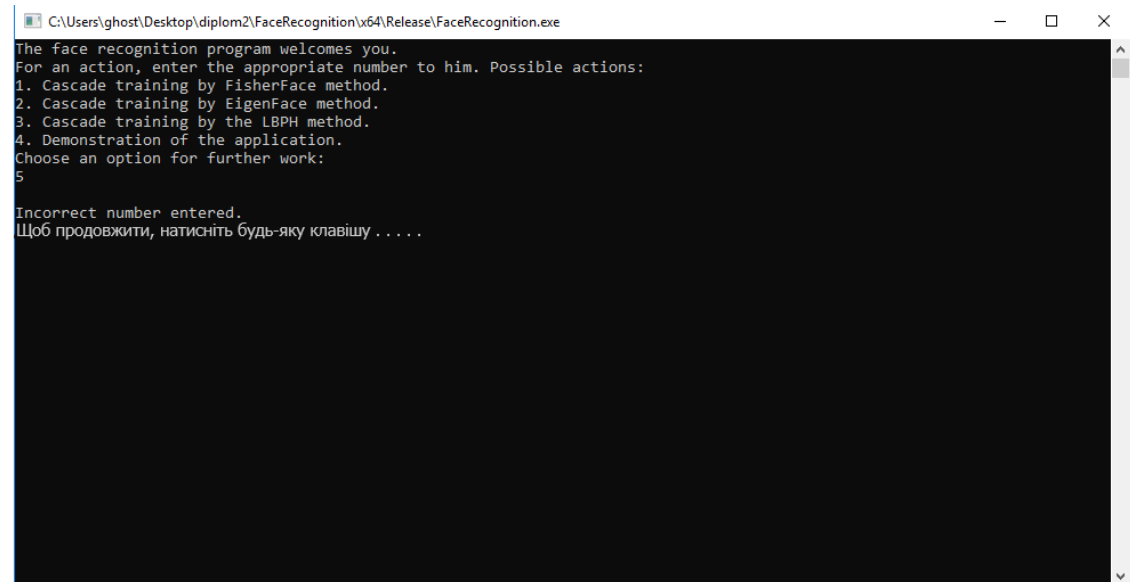 C:\Users\ghost\Desktop\diplom2\FaceRecognition\x64\Release\FaceRecognition.exe
The face recognition program welcomes you.
For an action, enter the appropriate number to him. Possible actions:
1. Cascade training by FisherFace method.
2. Cascade training by EigenFace method.
3. Cascade training by the LBPH method.
4. Demonstration of the application.
Choose an option for further work:
5
Incorrect number entered.
Щоб продовжити, натисніть будь-яку клавішу . . . . .